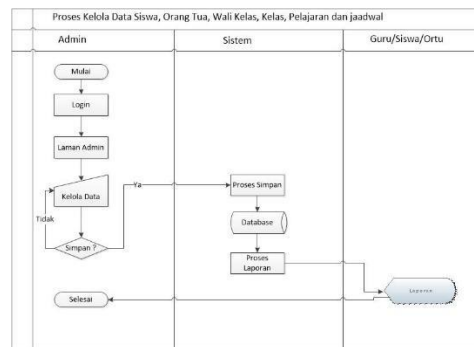 Proses Kelola Data Siswa, Orang Tua, Wali Kelas, Kelas, Pelajaran dan jaadwal
Admin
Sistem
Guru/Siswa/Ortu
Mulai
Login
Laman Admin
Kelola Data
Ya
Proses Simpan
Tidak
Simpan ?
Database
Proses
Laporan
Laporan
Selesai